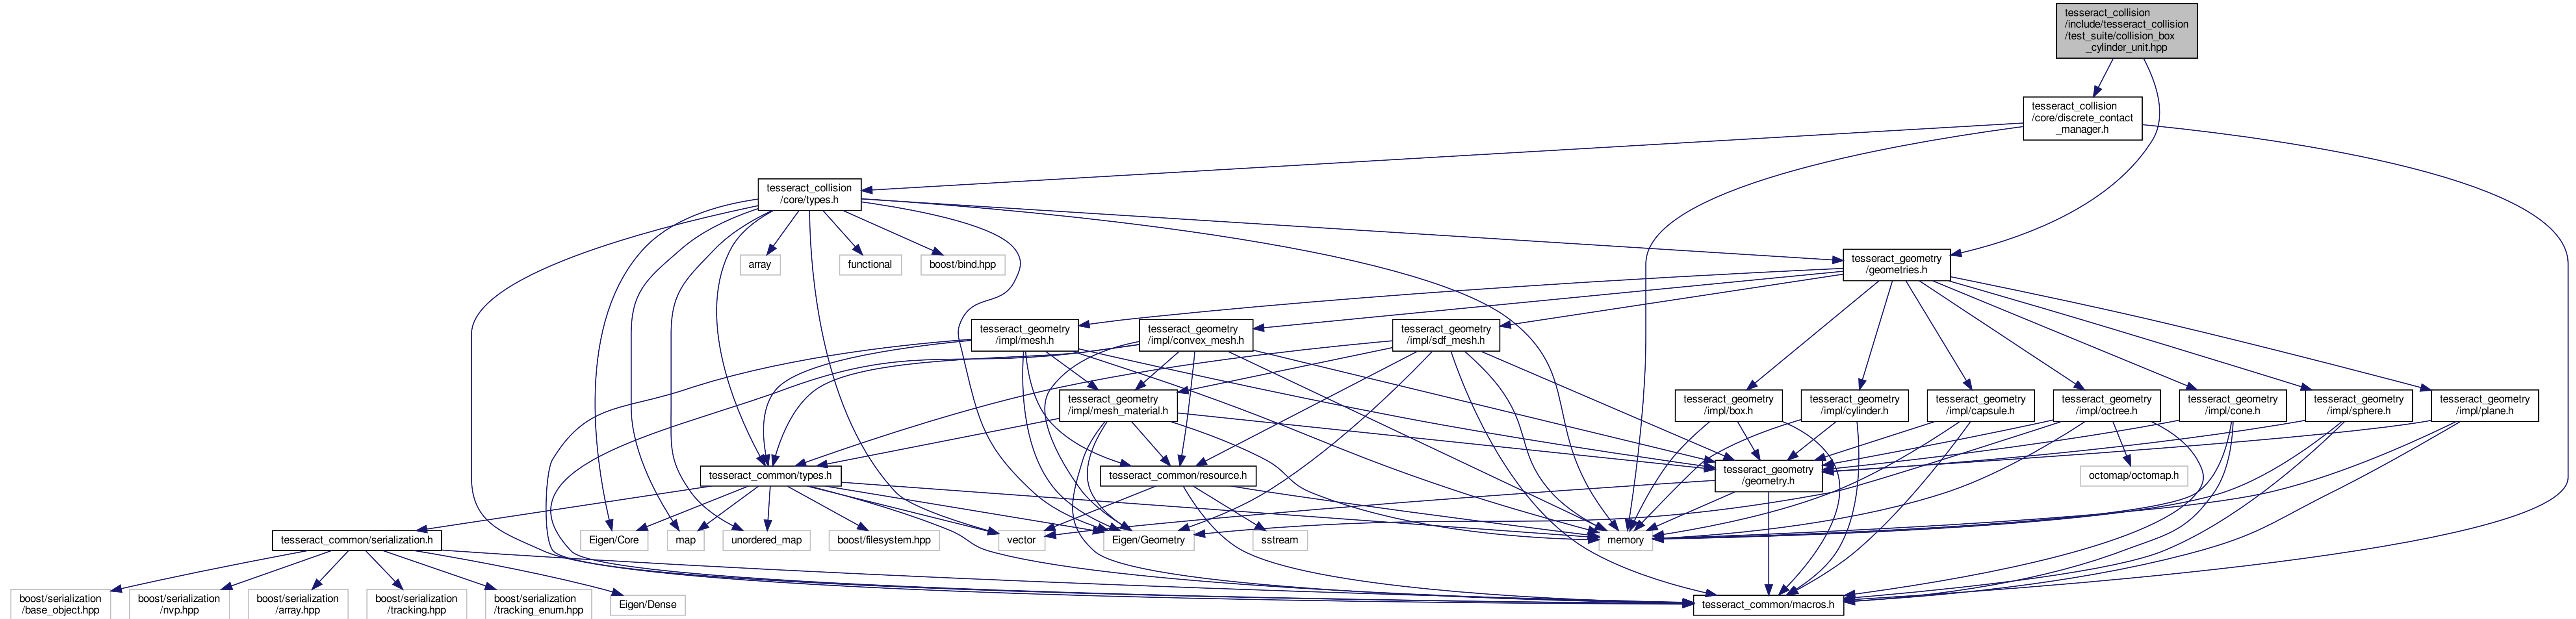 tesseract_collision
/include/tesseract_collision
/test_suite/collision_box
_cylinder_unit.hpp
tesseract_collision
/core/discrete_contact
_manager.h
tesseract_collision
/core/types.h
array
functional
boost/bind.hpp
tesseract_geometry
/geometries.h
tesseract_geometry
/impl/mesh.h
tesseract_geometry
/impl/convex_mesh.h
tesseract_geometry
/impl/sdf_mesh.h
tesseract_geometry
/impl/mesh_material.h
tesseract_geometry
/impl/box.h
tesseract_geometry
/impl/cylinder.h
tesseract_geometry
/impl/capsule.h
tesseract_geometry
/impl/octree.h
tesseract_geometry
/impl/cone.h
tesseract_geometry
/impl/sphere.h
tesseract_geometry
/impl/plane.h
tesseract_common/types.h
tesseract_common/resource.h
tesseract_geometry
/geometry.h
octomap/octomap.h
tesseract_common/serialization.h
Eigen/Core
map
unordered_map
boost/filesystem.hpp
vector
Eigen/Geometry
sstream
memory
boost/serialization
/base_object.hpp
boost/serialization
/nvp.hpp
boost/serialization
/array.hpp
boost/serialization
/tracking.hpp
boost/serialization
/tracking_enum.hpp
Eigen/Dense
tesseract_common/macros.h